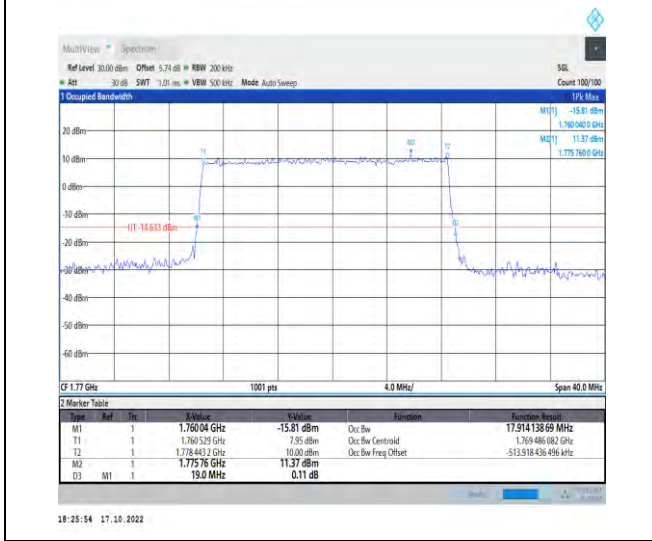 MultiView Spectrum
Ref Level 30.00 dBm Offset 5.74 dB RBW 200 kHz SGL
Att 30 dB SWT 1.01 ms VBW 500 kHz Mode Auto Sweep Count 100/100
1 Occupied Bandwidth 1Pk Max
M1[1] -15.81 dBm
1.760 040 0 GHz
M2[1] 11.37 dBm
1.775 760 0 GHz
20 dBm
T1
M2
T2
10 dBm
0 dBm
-10 dBm
M1
D3
H1 -14.633 dBm
-20 dBm
-30 dBm
-40 dBm
-50 dBm
-60 dBm
CF 1.77 GHz 1001 pts 4.0 MHz/ Span 40.0 MHz
2 Marker Table
Type Ref Trc X-Value Y-Value Function Function Result
M1 1 1.76004 GHz -15.81 dBm Occ Bw 17.914 138 69 MHz
T1 1 1.760 529 GHz 7.95 dBm Occ Bw Centroid 1.769 486 082 GHz
T2 1 1.778 443 2 GHz 10.00 dBm Occ Bw Freq Offset -513.918 436 496 kHz
M2 1 1.775 76 GHz 11.37 dBm
D3 M1 1 19.0 MHz 0.11 dB
18:25:54 17.10.2022